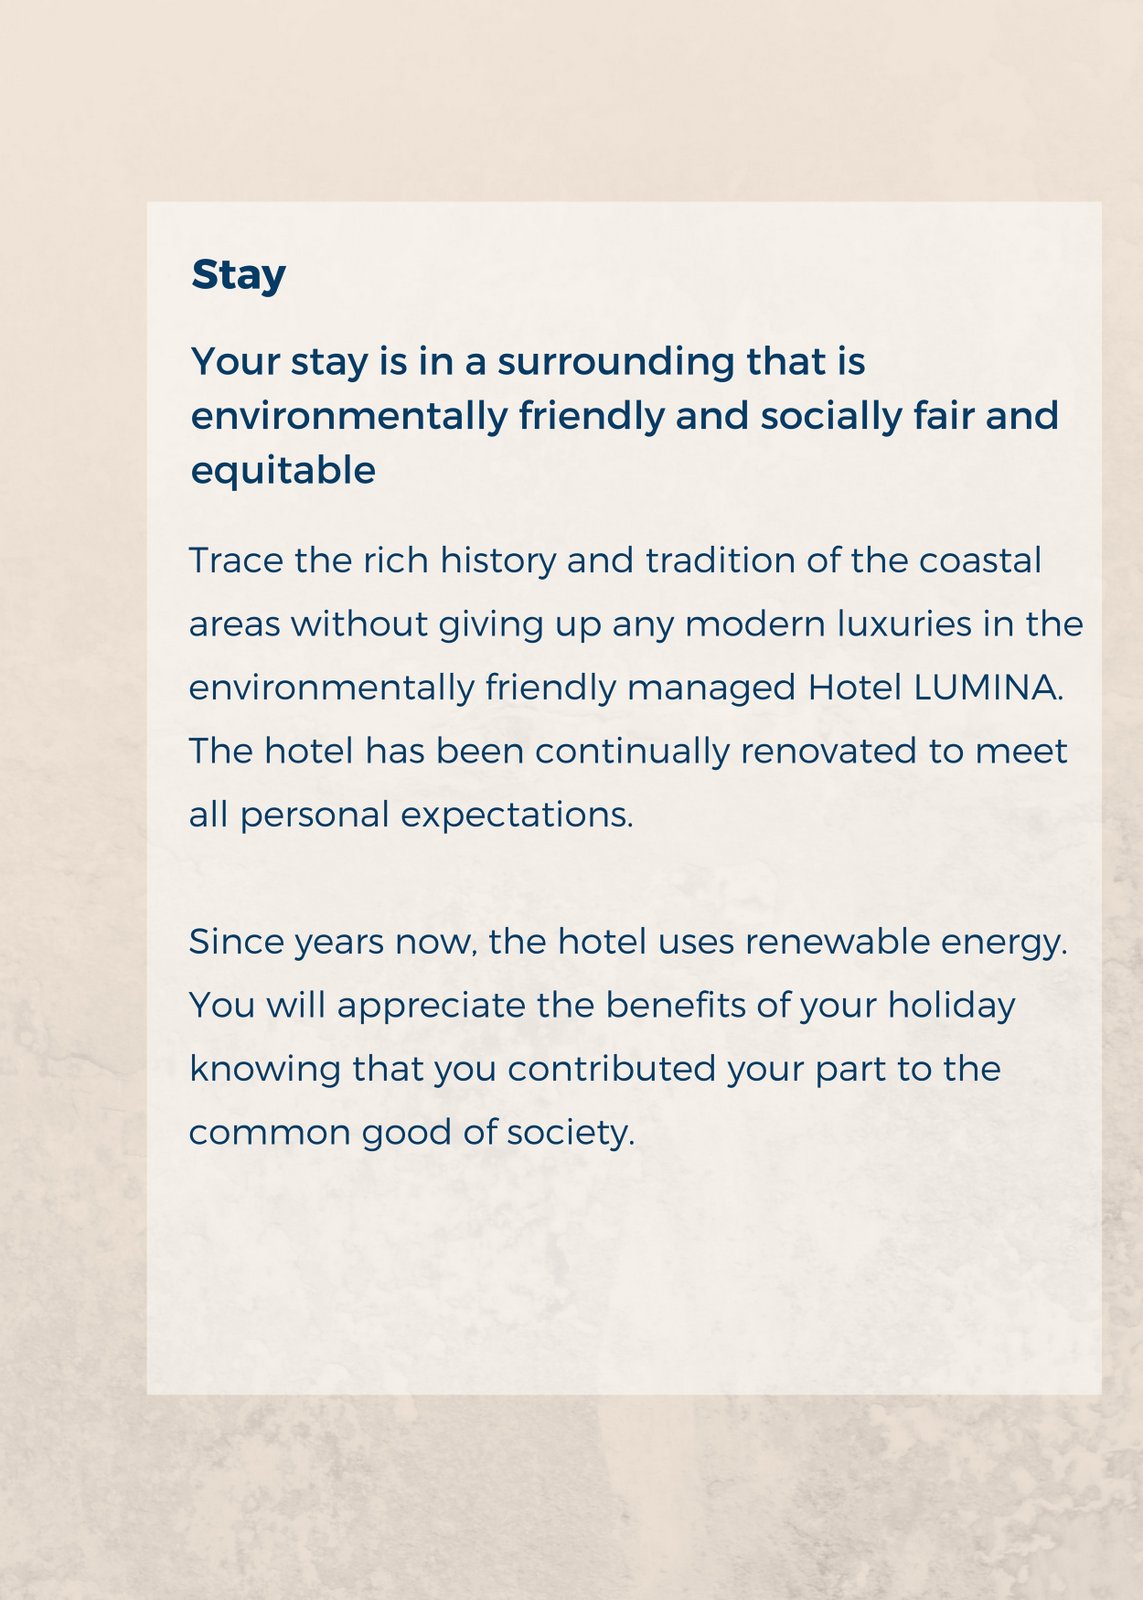 Stay
Your stay is in a surrounding that is
environmentally friendly and socially fair and
equitable
Trace the rich history and tradition of the coastal
areas without giving up any modern luxuries in the
environmentally friendly managed Hotel LUMINA.
The hotel has been continually renovated to meet
all personal expectations.
Since years now, the hotel uses renewable energy.
You will appreciate the benefits of your holiday
knowing that you contributed your part to the
common good of society.